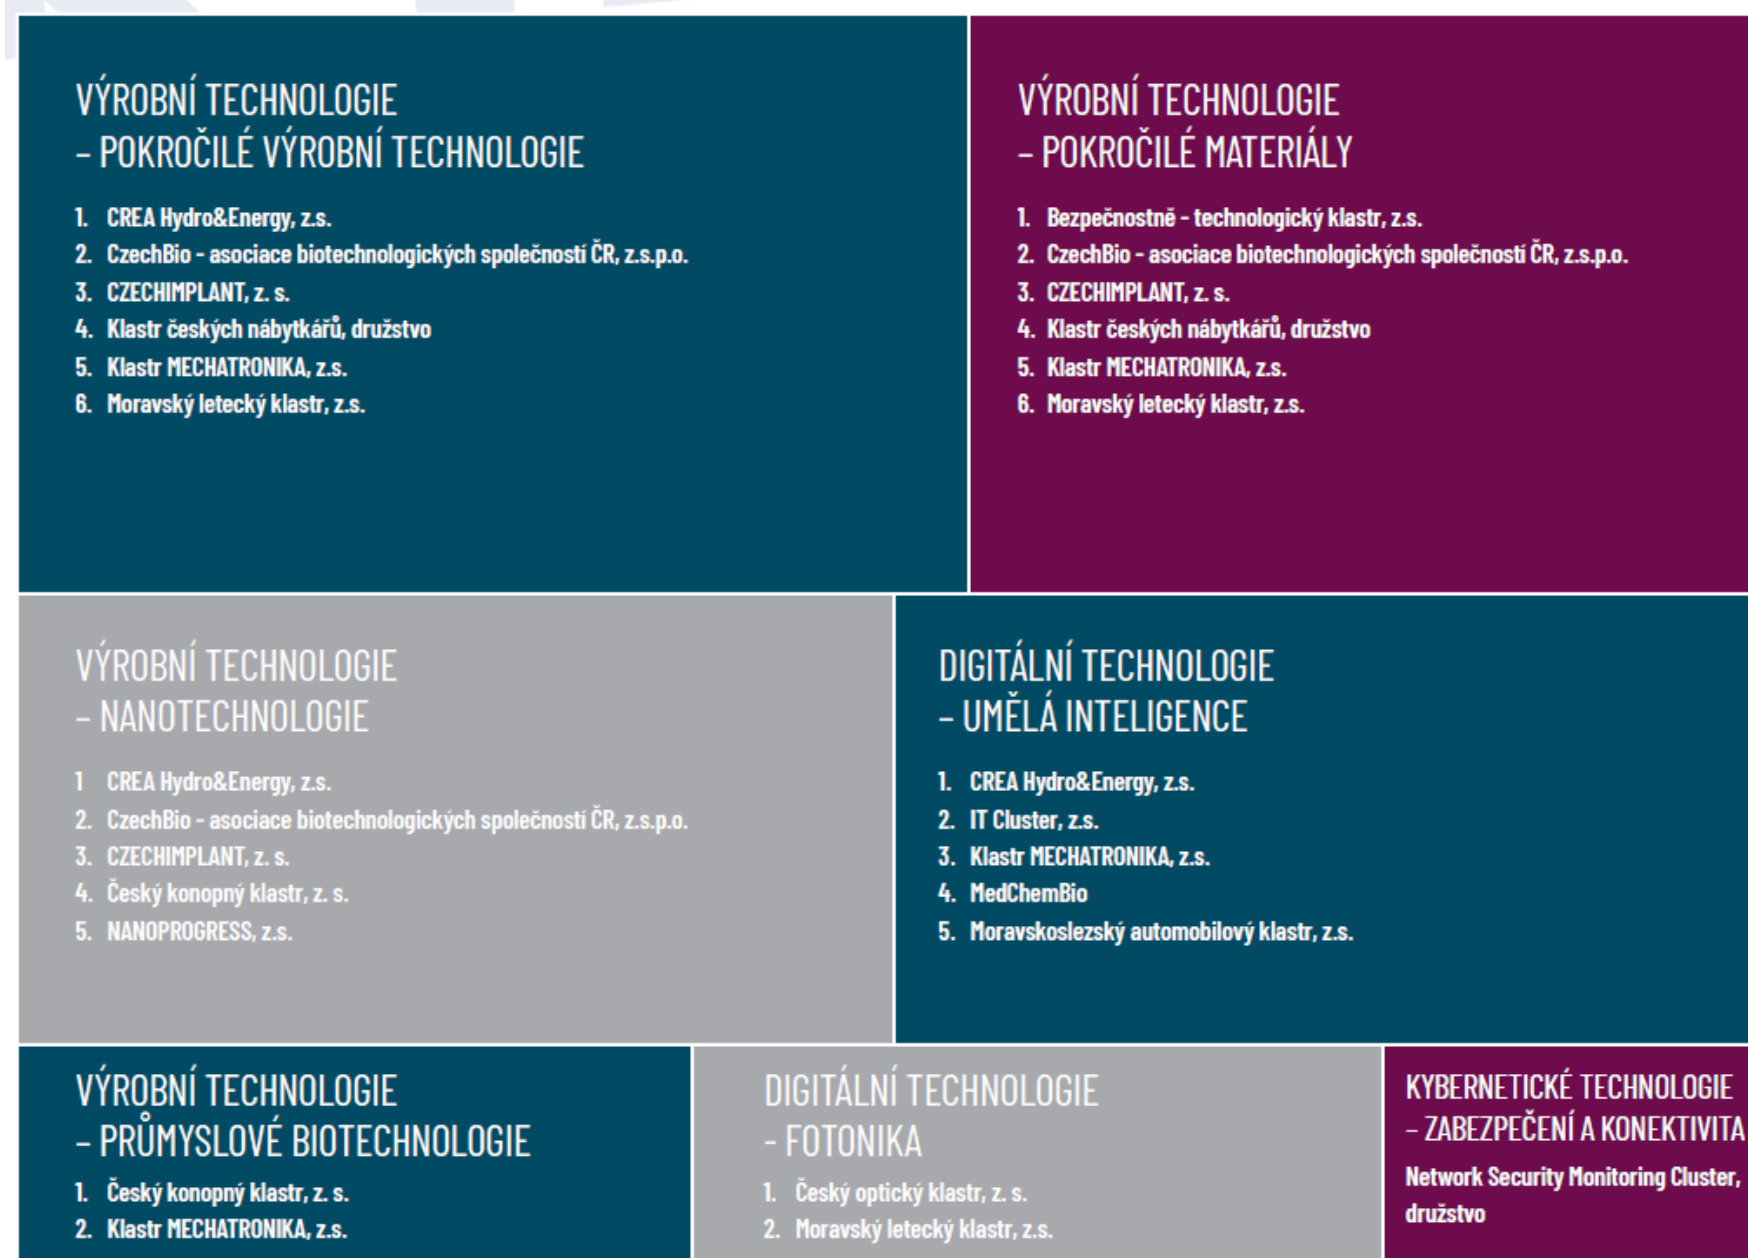 VÝROBNÍ TECHNOLOGIE
– POKROČILÉ VÝROBNÍ TECHNOLOGIE
1. CREA Hydro&Energy, z.s.
2. CzechBio - asociace biotechnologických společností ČR, z.s.p.o.
3. CZECHIMPLANT, z. s.
4. Klastr českých nábytkářů, družstvo
5. Klastr MECHATRONIKA, z.s.
6. Moravský letecký klastr, z.s.
VÝROBNÍ TECHNOLOGIE
– POKROČILÉ MATERIÁLY
1. Bezpečnostně - technologický klastr, z.s.
2. CzechBio - asociace biotechnologických společností ČR, z.s.p.o.
3. CZECHIMPLANT, z. s.
4. Klastr českých nábytkářů, družstvo
5. Klastr MECHATRONIKA, z.s.
6. Moravský letecký klastr, z.s.
VÝROBNÍ TECHNOLOGIE
– NANOTECHNOLOGIE
1 CREA Hydro&Energy, z.s.
2. CzechBio - asociace biotechnologických společností ČR, z.s.p.o.
3. CZECHIMPLANT, z. s.
4. Český konopný klastr, z. s.
5. NANOPROGRESS, z.s.
DIGITÁLNÍ TECHNOLOGIE
– UMĚLÁ INTELIGENCE
1. CREA Hydro&Energy, z.s.
2. IT Cluster, z.s.
3. Klastr MECHATRONIKA, z.s.
4. MedChemBio
5. Moravskoslezský automobilový klastr, z.s.
VÝROBNÍ TECHNOLOGIE
– PRŮMYSLOVÉ BIOTECHNOLOGIE
1. Český konopný klastr, z. s.
2. Klastr MECHATRONIKA, z.s.
DIGITÁLNÍ TECHNOLOGIE
- FOTONIKA
1. Český optický klastr, z. s.
2. Moravský letecký klastr, z.s.
KYBERNETICKÉ TECHNOLOGIE
– ZABEZPEČENÍ A KONEKTIVITA
Network Security Monitoring Cluster,
družstvo